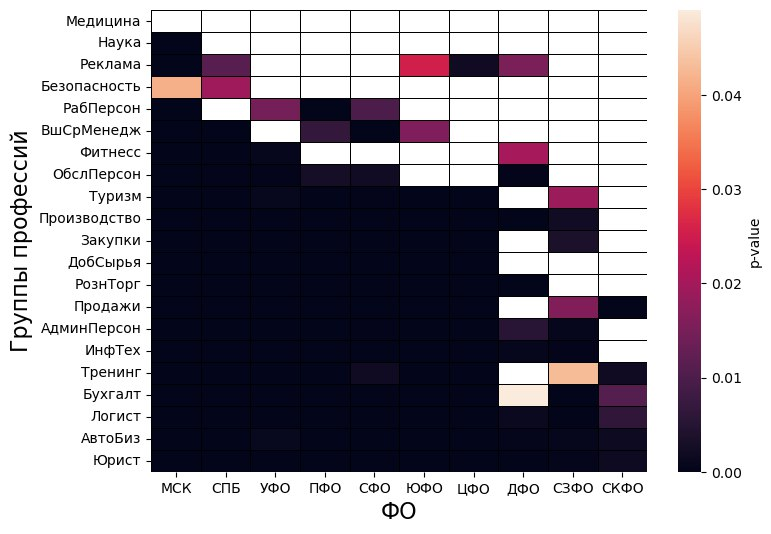 Группы профессий
Медицина
Наука
Реклама
Безопасность
РабПерсон
ВшСрМенедж
Фитнесс
ОбслПерсон
Туризм
Производство
Закупки
ДобСырья
РознТорг
Продажи
АдминПерсон
ИнфТех
Тренинг
Бухгалт
Логист
АвтоБиз
Юрист
МСК СПБ УФО ПФО СФО ЮФО ЦФО ДФО СЗФО СКФО
ФО
0.04
0.03
0.02
0.01
0.00
p-value